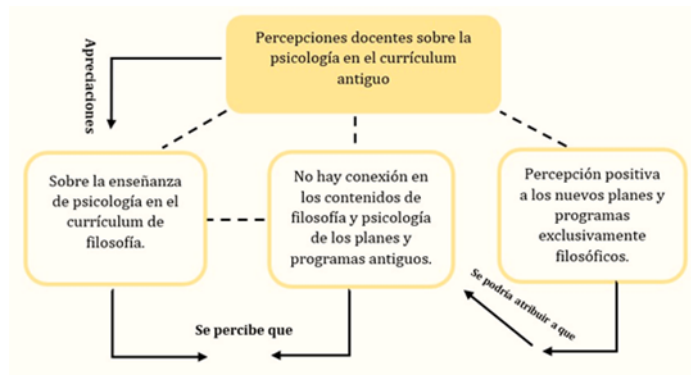 Percepciones docentes sobre la
psicología en el currículum
antiguo
Apreciaciones
Sobre la enseñanza
de psicología en el
currículum de
filosofía.
No hay conexión en
los contenidos de
filosofía y psicología
de los planes y
programas antiguos.
Percepción positiva
a los nuevos planes y
programas
exclusivamente
filosóficos.
Se percibe que
Se podría atribuir a que